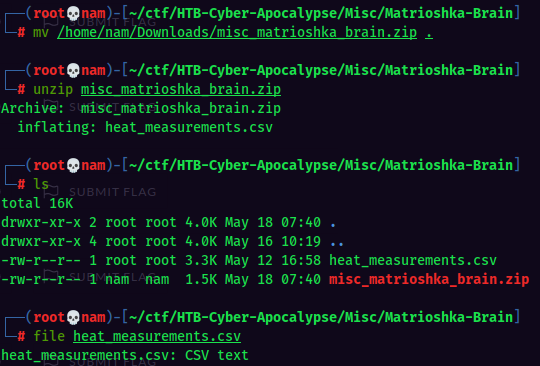 ┌──(root💀nam)-[~/ctf/HTB-Cyber-Apocalypse/Misc/Matrioshka-Brain]
└─# mv /home/nam/Downloads/misc_matrioshka_brain.zip .
SUBMIT FLAG
┌──(root💀nam)-[~/ctf/HTB-Cyber-Apocalypse/Misc/Matrioshka-Brain]
└─# unzip misc_matrioshka_brain.zip
Archive:  misc_matrioshka_brain.zip
SUBMIT FLAG
  inflating: heat_measurements.csv
┌──(root💀nam)-[~/ctf/HTB-Cyber-Apocalypse/Misc/Matrioshka-Brain]
└─# ls
SUBMIT FLAG
total 16K
drwxr-xr-x 2 root root 4.0K May 18 07:40 .
drwxr-xr-x 4 root root 4.0K May 16 10:19 ..
-rw-r--r-- 1 root root 3.3K May 12 16:58 heat_measurements.csv
-rw-r--r-- 1 nam  nam  1.5K May 18 07:40 misc_matrioshka_brain.zip
SUBMIT FLAG
┌──(root💀nam)-[~/ctf/HTB-Cyber-Apocalypse/Misc/Matrioshka-Brain]
└─# file heat_measurements.csv
heat_measurements.csv: CSV text
SUBMIT FLAG